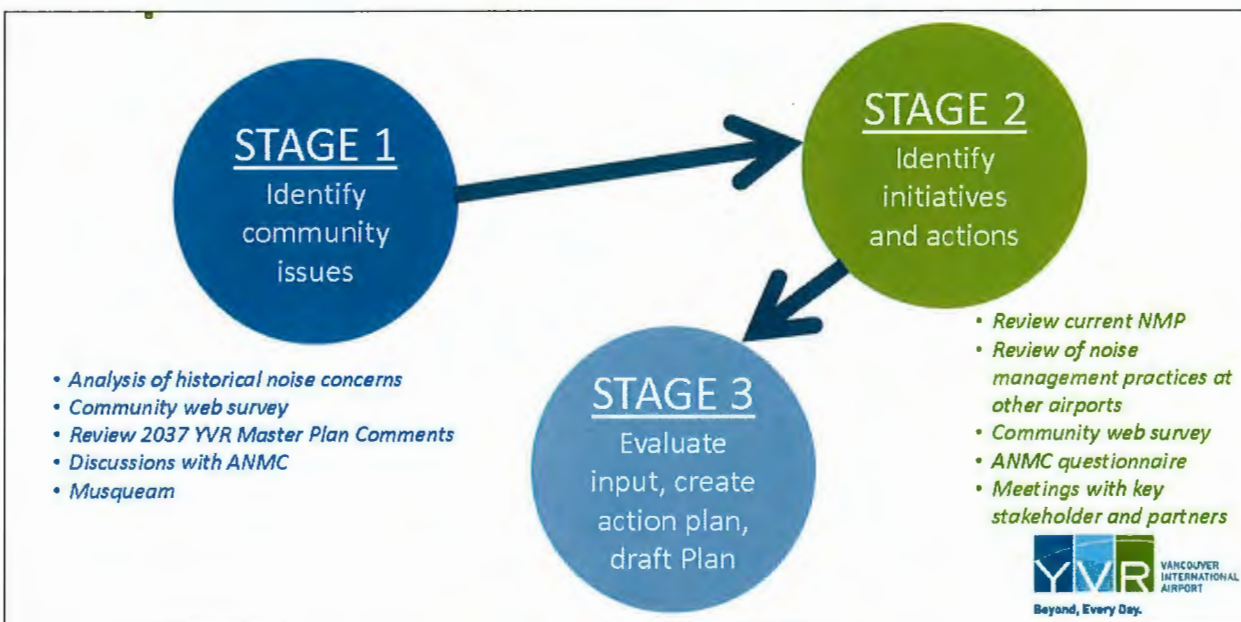 STAGE 1
Identify
community
issues
STAGE 2
Identify
initiatives
and actions
STAGE 3
Evaluate
input, create
action plan,
draft Plan
• Analysis of historical noise concerns
• Community web survey
• Review 2037 YVR Master Plan Comments
• Discussions with ANMC
• Musqueam
• Review current NMP
• Review of noise
management practices at
other airports
• Community web survey
• ANMC questionnaire
• Meetings with key
stakeholder and partners
YVR
VANCOUVER
INTERNATIONAL
AIRPORT
Beyond, Every Day.